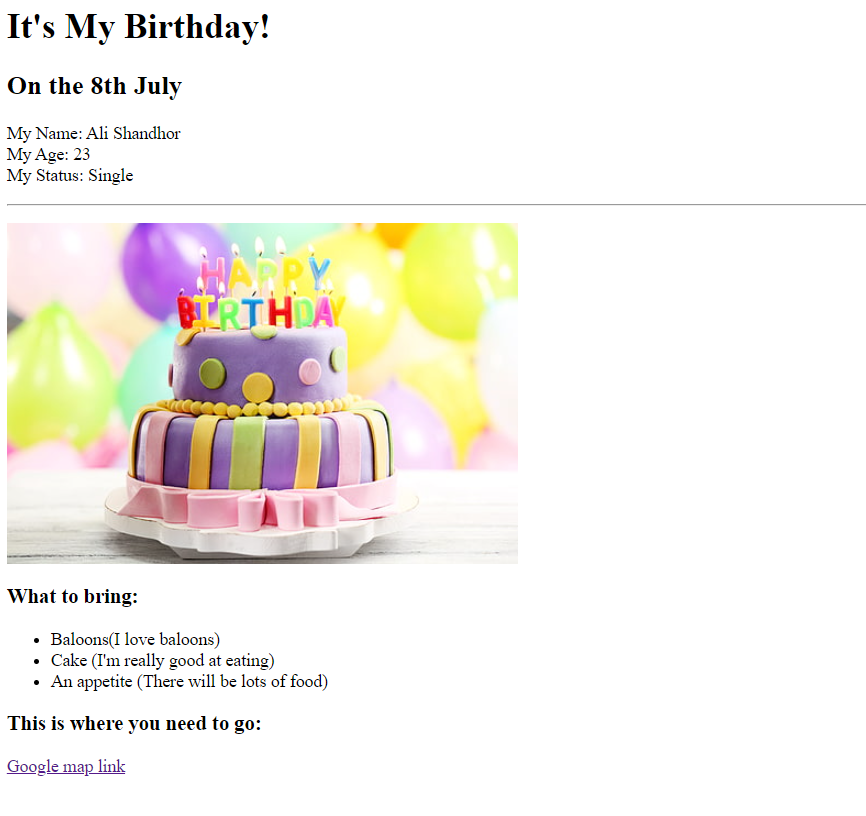 It's My Birthday!
On the 8th July
My Name: Ali Shandhor
My Age: 23
My Status: Single
HAPPY
BIRTHDAY
What to bring:
Baloons(I love baloons)
Cake (I'm really good at eating)
An appetite (There will be lots of food)
This is where you need to go:
Google map link